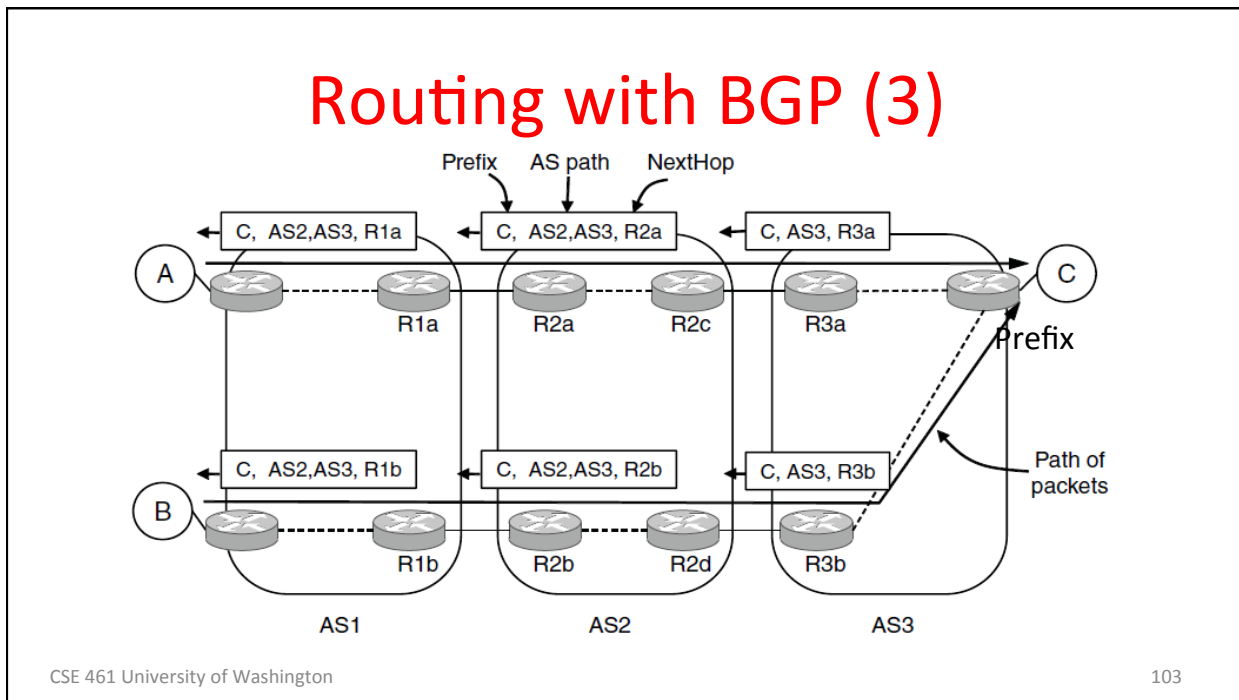 Routing with BGP (3)
Prefix AS path NextHop
C, AS2,AS3, R1a
C, AS2,AS3, R2a
C, AS3, R3a
A
C
R1a
R2a
R2c
R3a
Prefix
C, AS2,AS3, R1b
C, AS2,AS3, R2b
C, AS3, R3b
Path of
packets
B
R1b
R2b
R2d
R3b
AS1
AS2
AS3
CSE 461 University of Washington
103